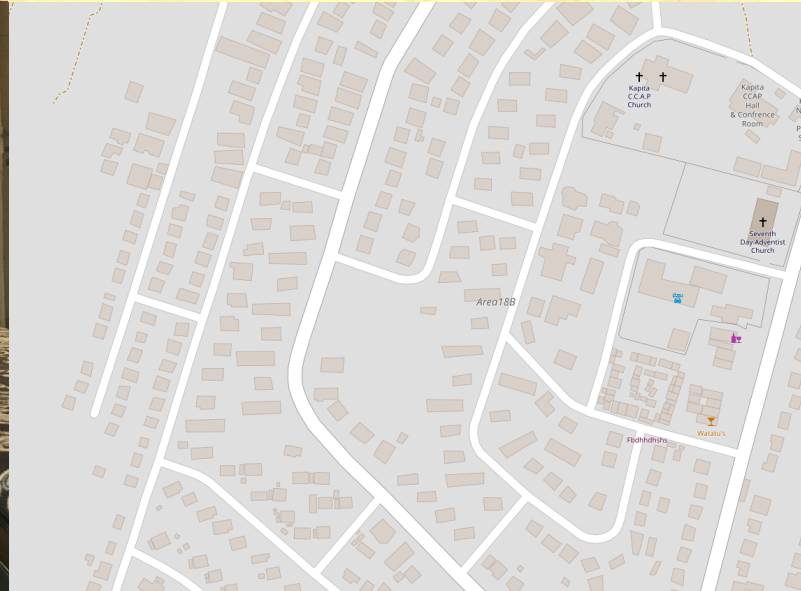 Kapita
C.C.A.P
Church
Kapita
CCAP
Hall
& Confrence
Room
Seventh
Day Adventist
Church
Area18B
Watatu's
Fbdhhdhshs